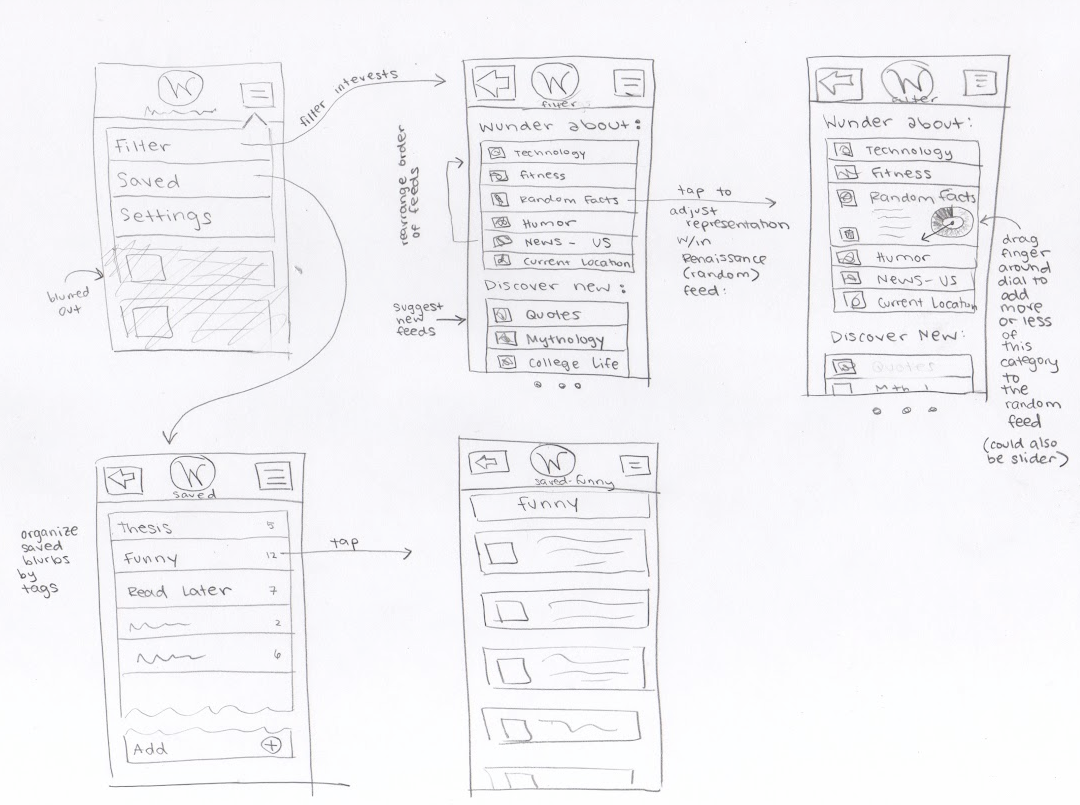 W
Filter
Saved
Settings
blurred
out
filter interests
W
filter
Wunder about:
Technology
fitness
Random Facts
Humor
News - US
Current Location
Discover new:
Quotes
Mythology
College Life
rearrange order
of feeds
suggest
new
feeds
tap to
adjust
representation
w/in
Renaissance
(random)
feed:
W
filter
Wunder about:
Technology
Fitness
Random Facts
Humor
News-US
Current Location
Discover New:
Quotes
drag
finger
around
dial to
add
more
or less
of
this
category
to
the
random
feed
(could also
be slider)
organize
saved
blurbs
by
tags
W
saved
Thesis 5
Funny 12
Read Later 7
2
6
Add +
tap
W
saved-funny
funny